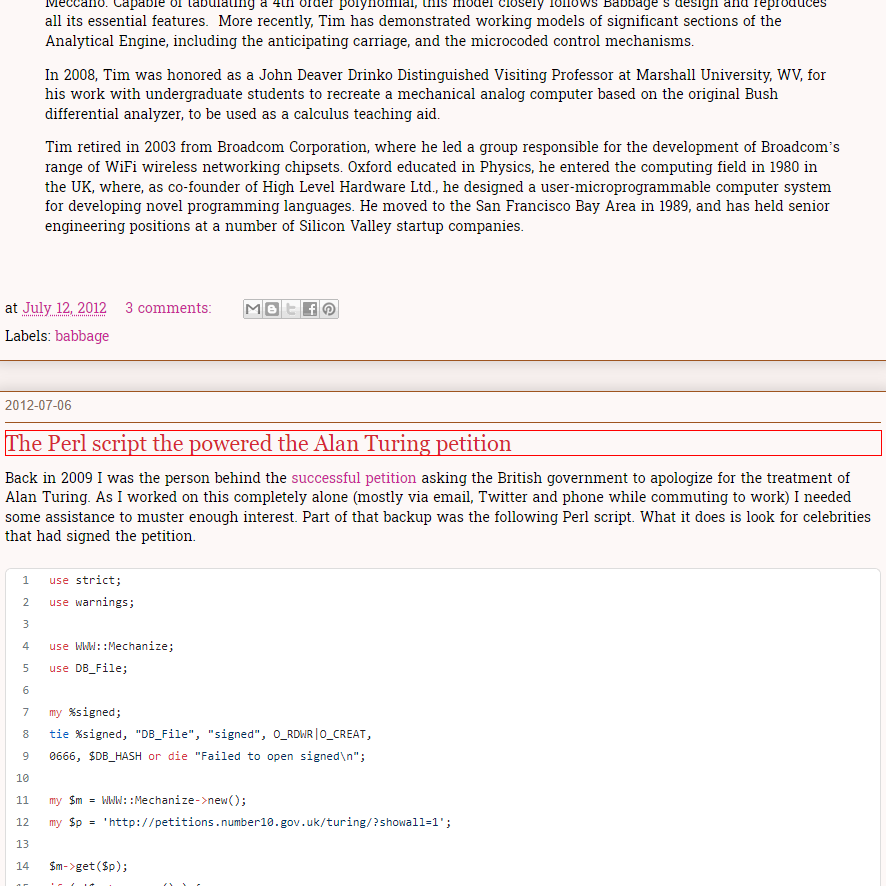 Meccano. Capable of tabulating a 4th order polynomial, this model closely follows Babbage's design and reproduces
all its essential features.  More recently, Tim has demonstrated working models of significant sections of the
Analytical Engine, including the anticipating carriage, and the microcoded control mechanisms.
In 2008, Tim was honored as a John Deaver Drinko Distinguished Visiting Professor at Marshall University, WV, for
his work with undergraduate students to recreate a mechanical analog computer based on the original Bush
differential analyzer, to be used as a calculus teaching aid.
Tim retired in 2003 from Broadcom Corporation, where he led a group responsible for the development of Broadcom's
range of WiFi wireless networking chipsets. Oxford educated in Physics, he entered the computing field in 1980 in
the UK, where, as co-founder of High Level Hardware Ltd., he designed a user-microprogrammable computer system
for developing novel programming languages. He moved to the San Francisco Bay Area in 1989, and has held senior
engineering positions at a number of Silicon Valley startup companies.
at July 12, 2012 3 comments:
Labels: babbage
2012-07-06
The Perl script the powered the Alan Turing petition
Back in 2009 I was the person behind the successful petition asking the British government to apologize for the treatment of
Alan Turing. As I worked on this completely alone (mostly via email, Twitter and phone while commuting to work) I needed
some assistance to muster enough interest. Part of that backup was the following Perl script. What it does is look for celebrities
that had signed the petition.
1 use strict;
2 use warnings;
3
4 use WWW::Mechanize;
5 use DB_File;
6
7 my %signed;
8 tie %signed, "DB_File", "signed", O_RDWR|O_CREAT,
9 0666, $DB_HASH or die "Failed to open signed\n";
10
11 my $m = WWW::Mechanize->new();
12 my $p = 'http://petitions.number10.gov.uk/turing/?showall=1';
13
14 $m->get($p);